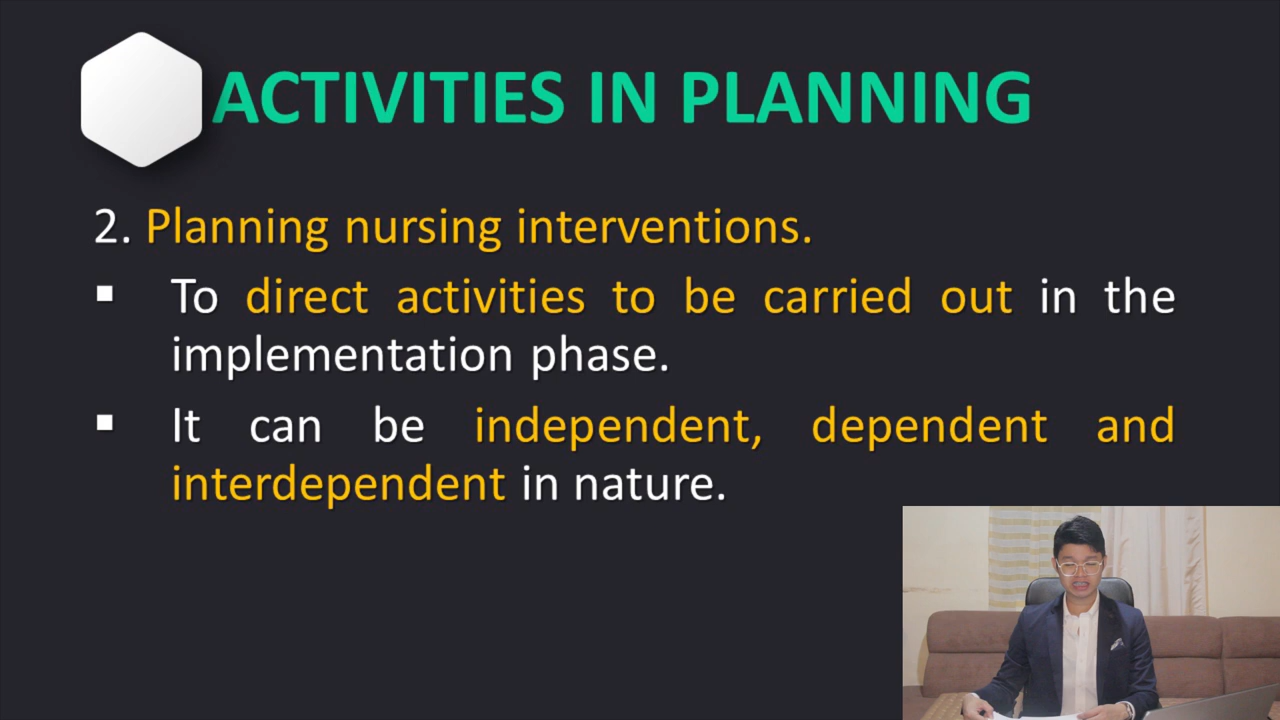 ACTIVITIES IN PLANNING
2. Planning nursing interventions.
▪ To direct activities to be carried out in the
implementation phase.
▪ It can be independent, dependent and
interdependent in nature.